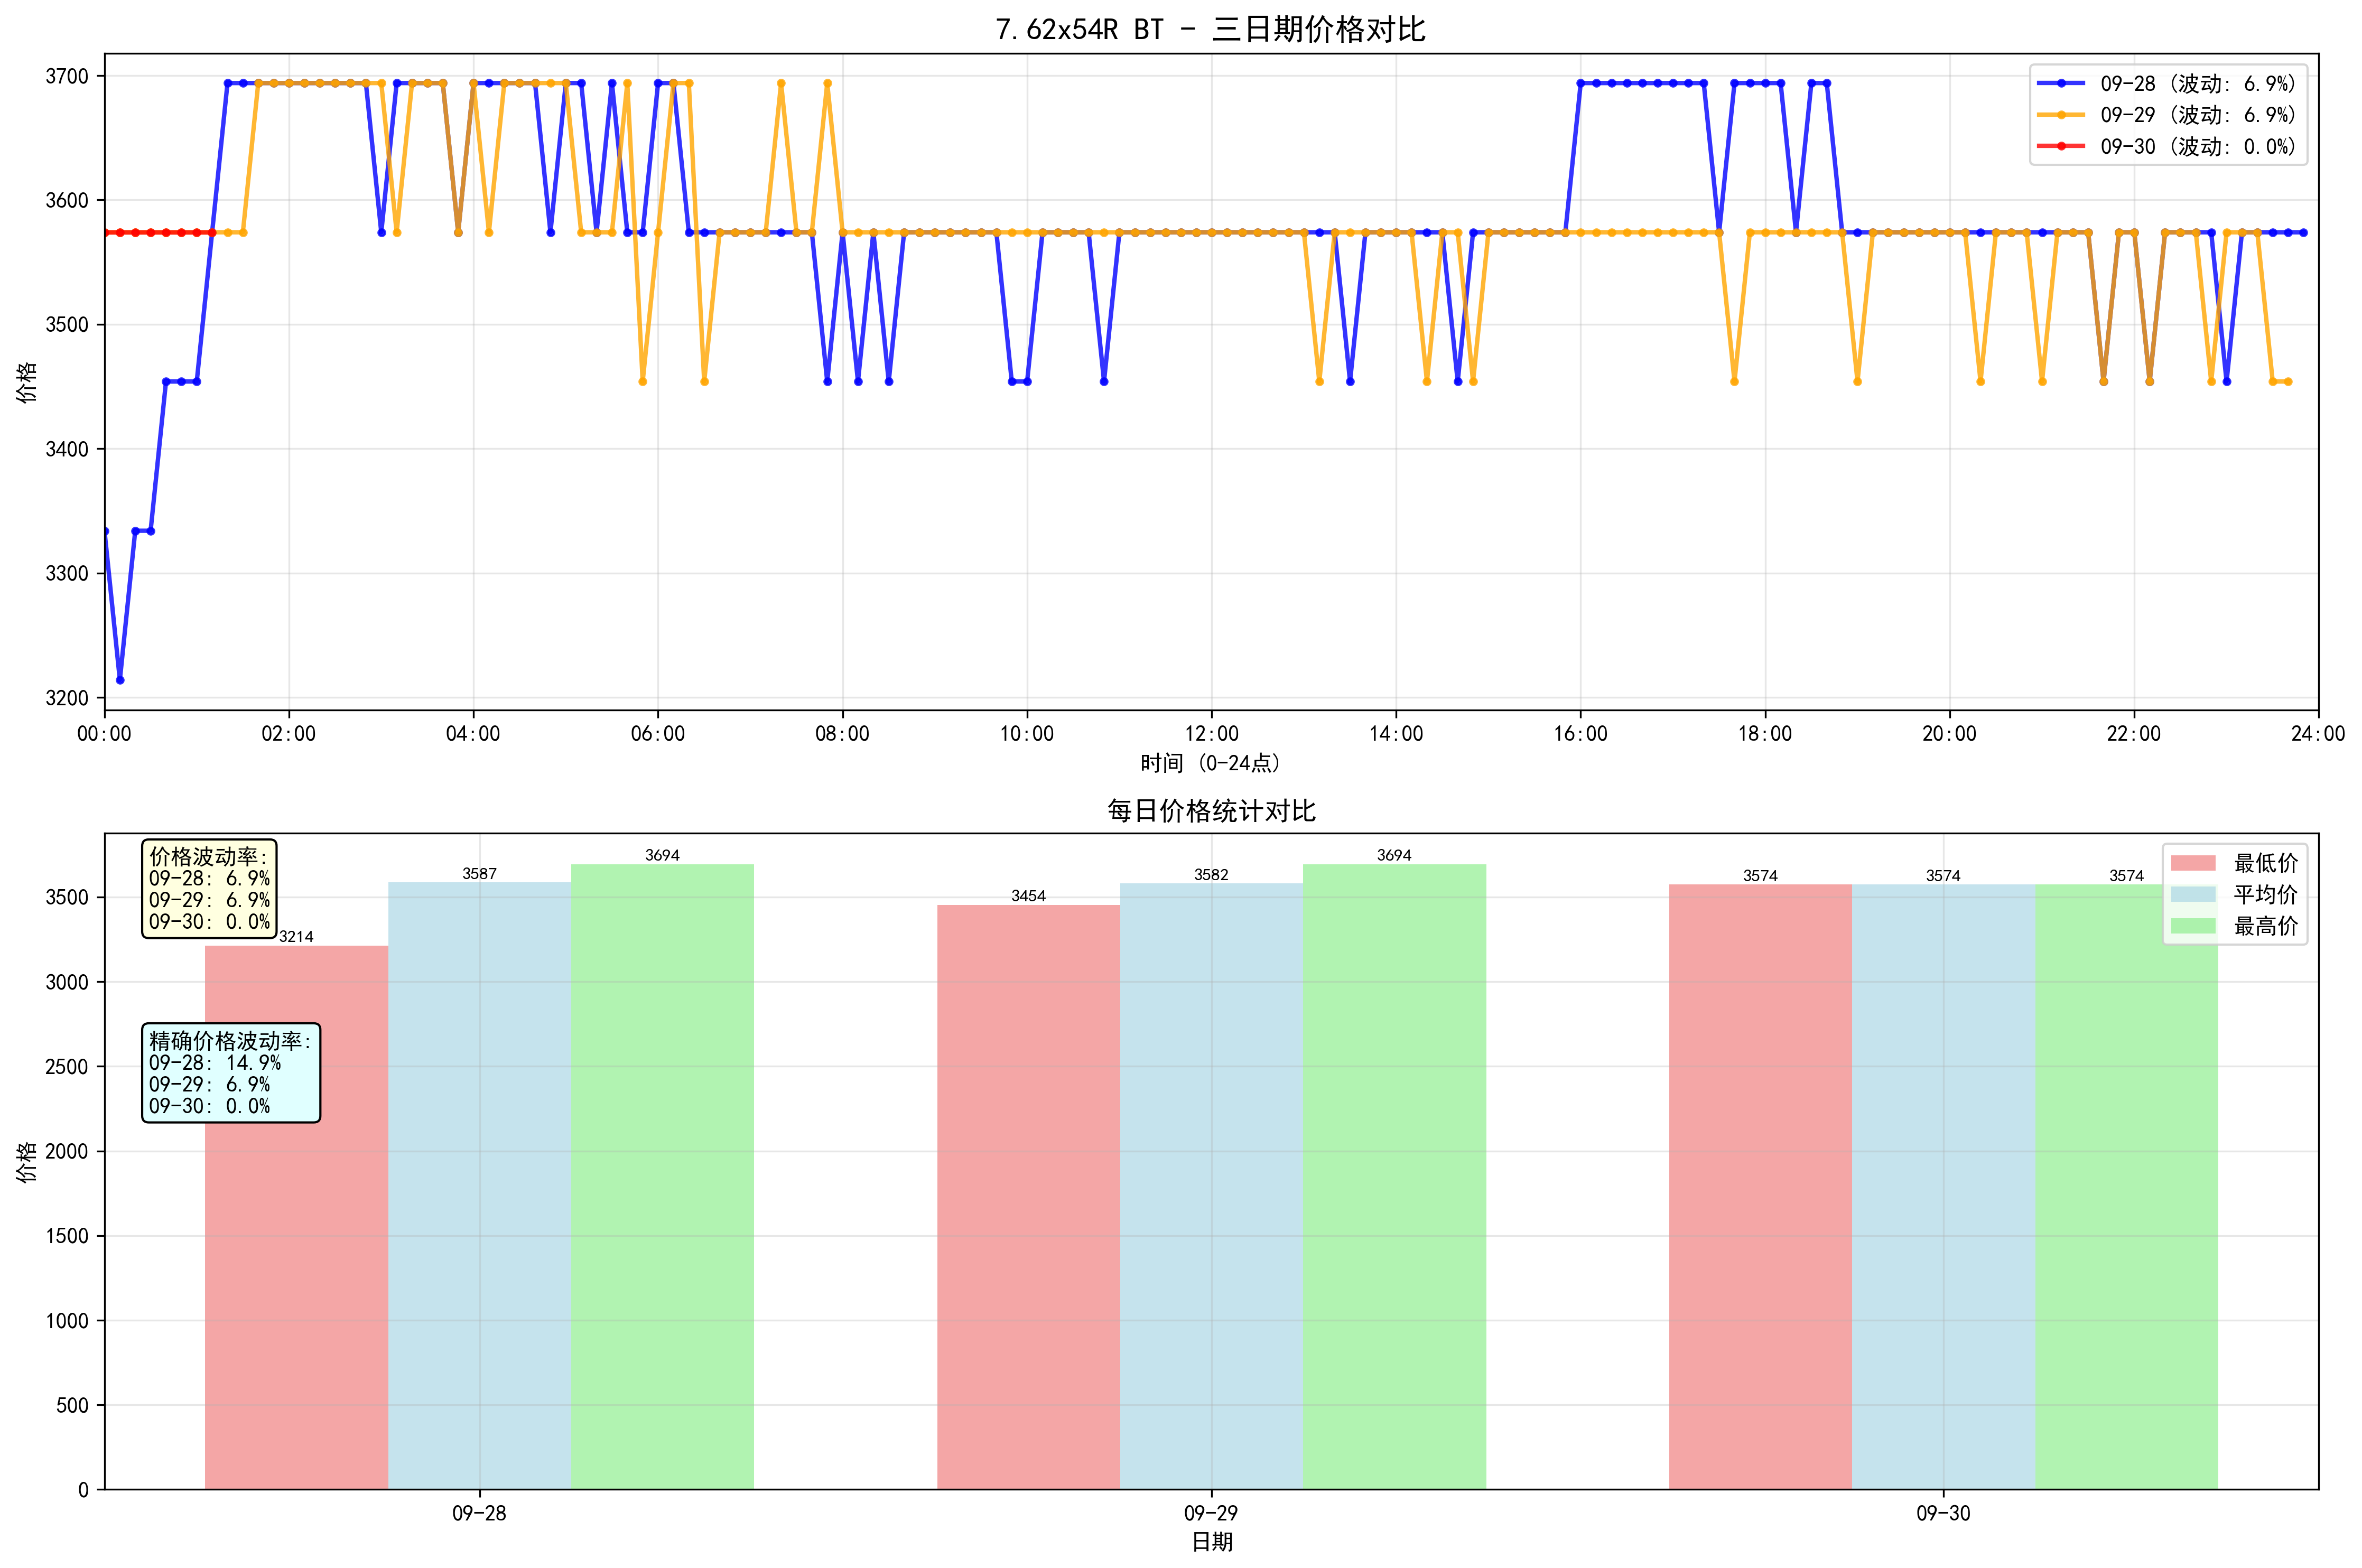 7.62x54R BT - 三日期价格对比
3700
3600
3500
3400
3300
3200
价格
09-28 (波动: 6.9%)
09-29 (波动: 6.9%)
09-30 (波动: 0.0%)
00:00 02:00 04:00 06:00 08:00 10:00 12:00 14:00 16:00 18:00 20:00 22:00 24:00
时间 (0-24点)
每日价格统计对比
3500
3000
2500
2000
1500
1000
500
0
价格
价格波动率:
09-28: 6.9%
09-29: 6.9%
09-30: 0.0%
精确价格波动率:
09-28: 14.9%
09-29: 6.9%
09-30: 0.0%
3214 3587 3694 3454 3582 3694 3574 3574 3574
最低价
平均价
最高价
09-28 09-29 09-30
日期